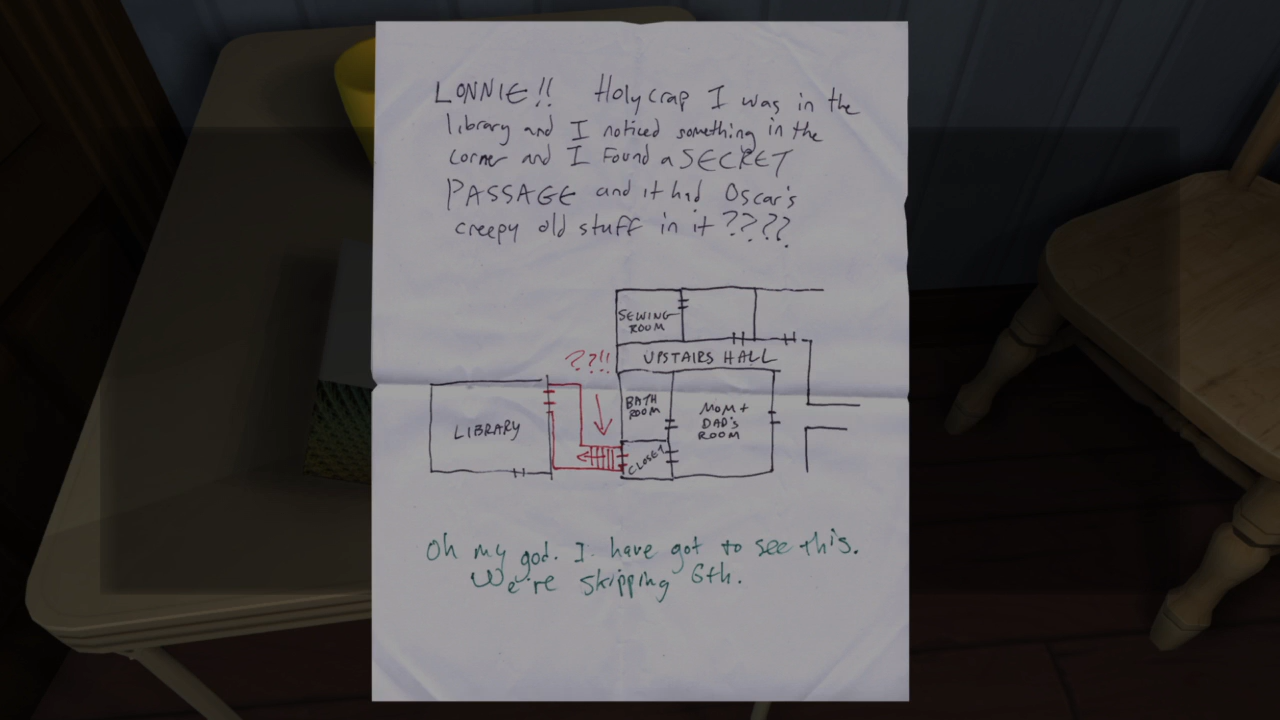 LONNIE!! Holy crap I was in the
library and I noticed something in the
corner and I found a SECRET
PASSAGE and it had Oscar's
creepy old stuff in it ????
SEWING
ROOM
UPSTAIRS HALL
??!!
LIBRARY
BATH
ROOM
MOM +
DAD'S
ROOM
CLOSET
Oh my god. I have got to see this.
We're skipping 6th.